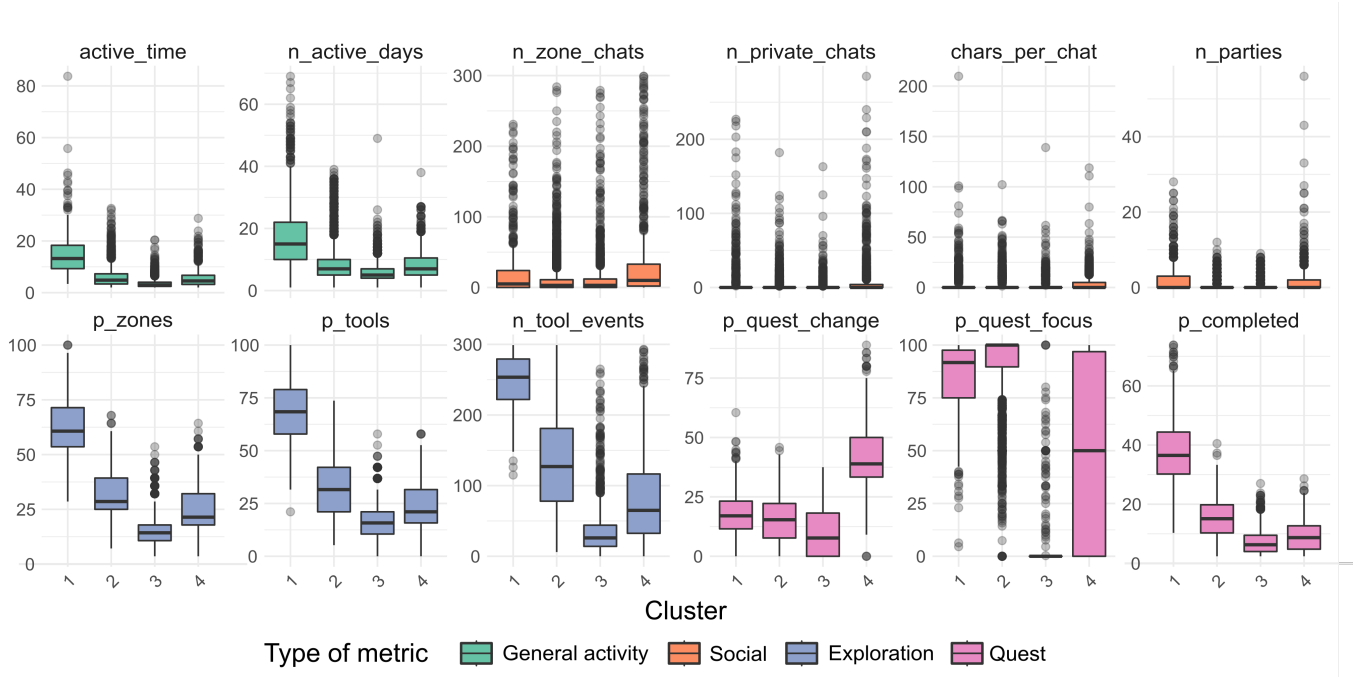 active_time n_active_days n_zone_chats n_private_chats chars_per_chat n_parties
80 60 40 20 0
60 40 20 0
300 200 100 0
200 100 0
200 150 100 50 0
40 20 0
p_zones p_tools n_tool_events p_quest_change p_quest_focus p_completed
100 75 50 25 0
100 75 50 25 0
300 200 100 0
75 50 25 0
100 75 50 25 0
60 40 20 0
1 2 3 4 1 2 3 4 1 2 3 4 1 2 3 4 1 2 3 4 1 2 3 4
Cluster
Type of metric General activity Social Exploration Quest